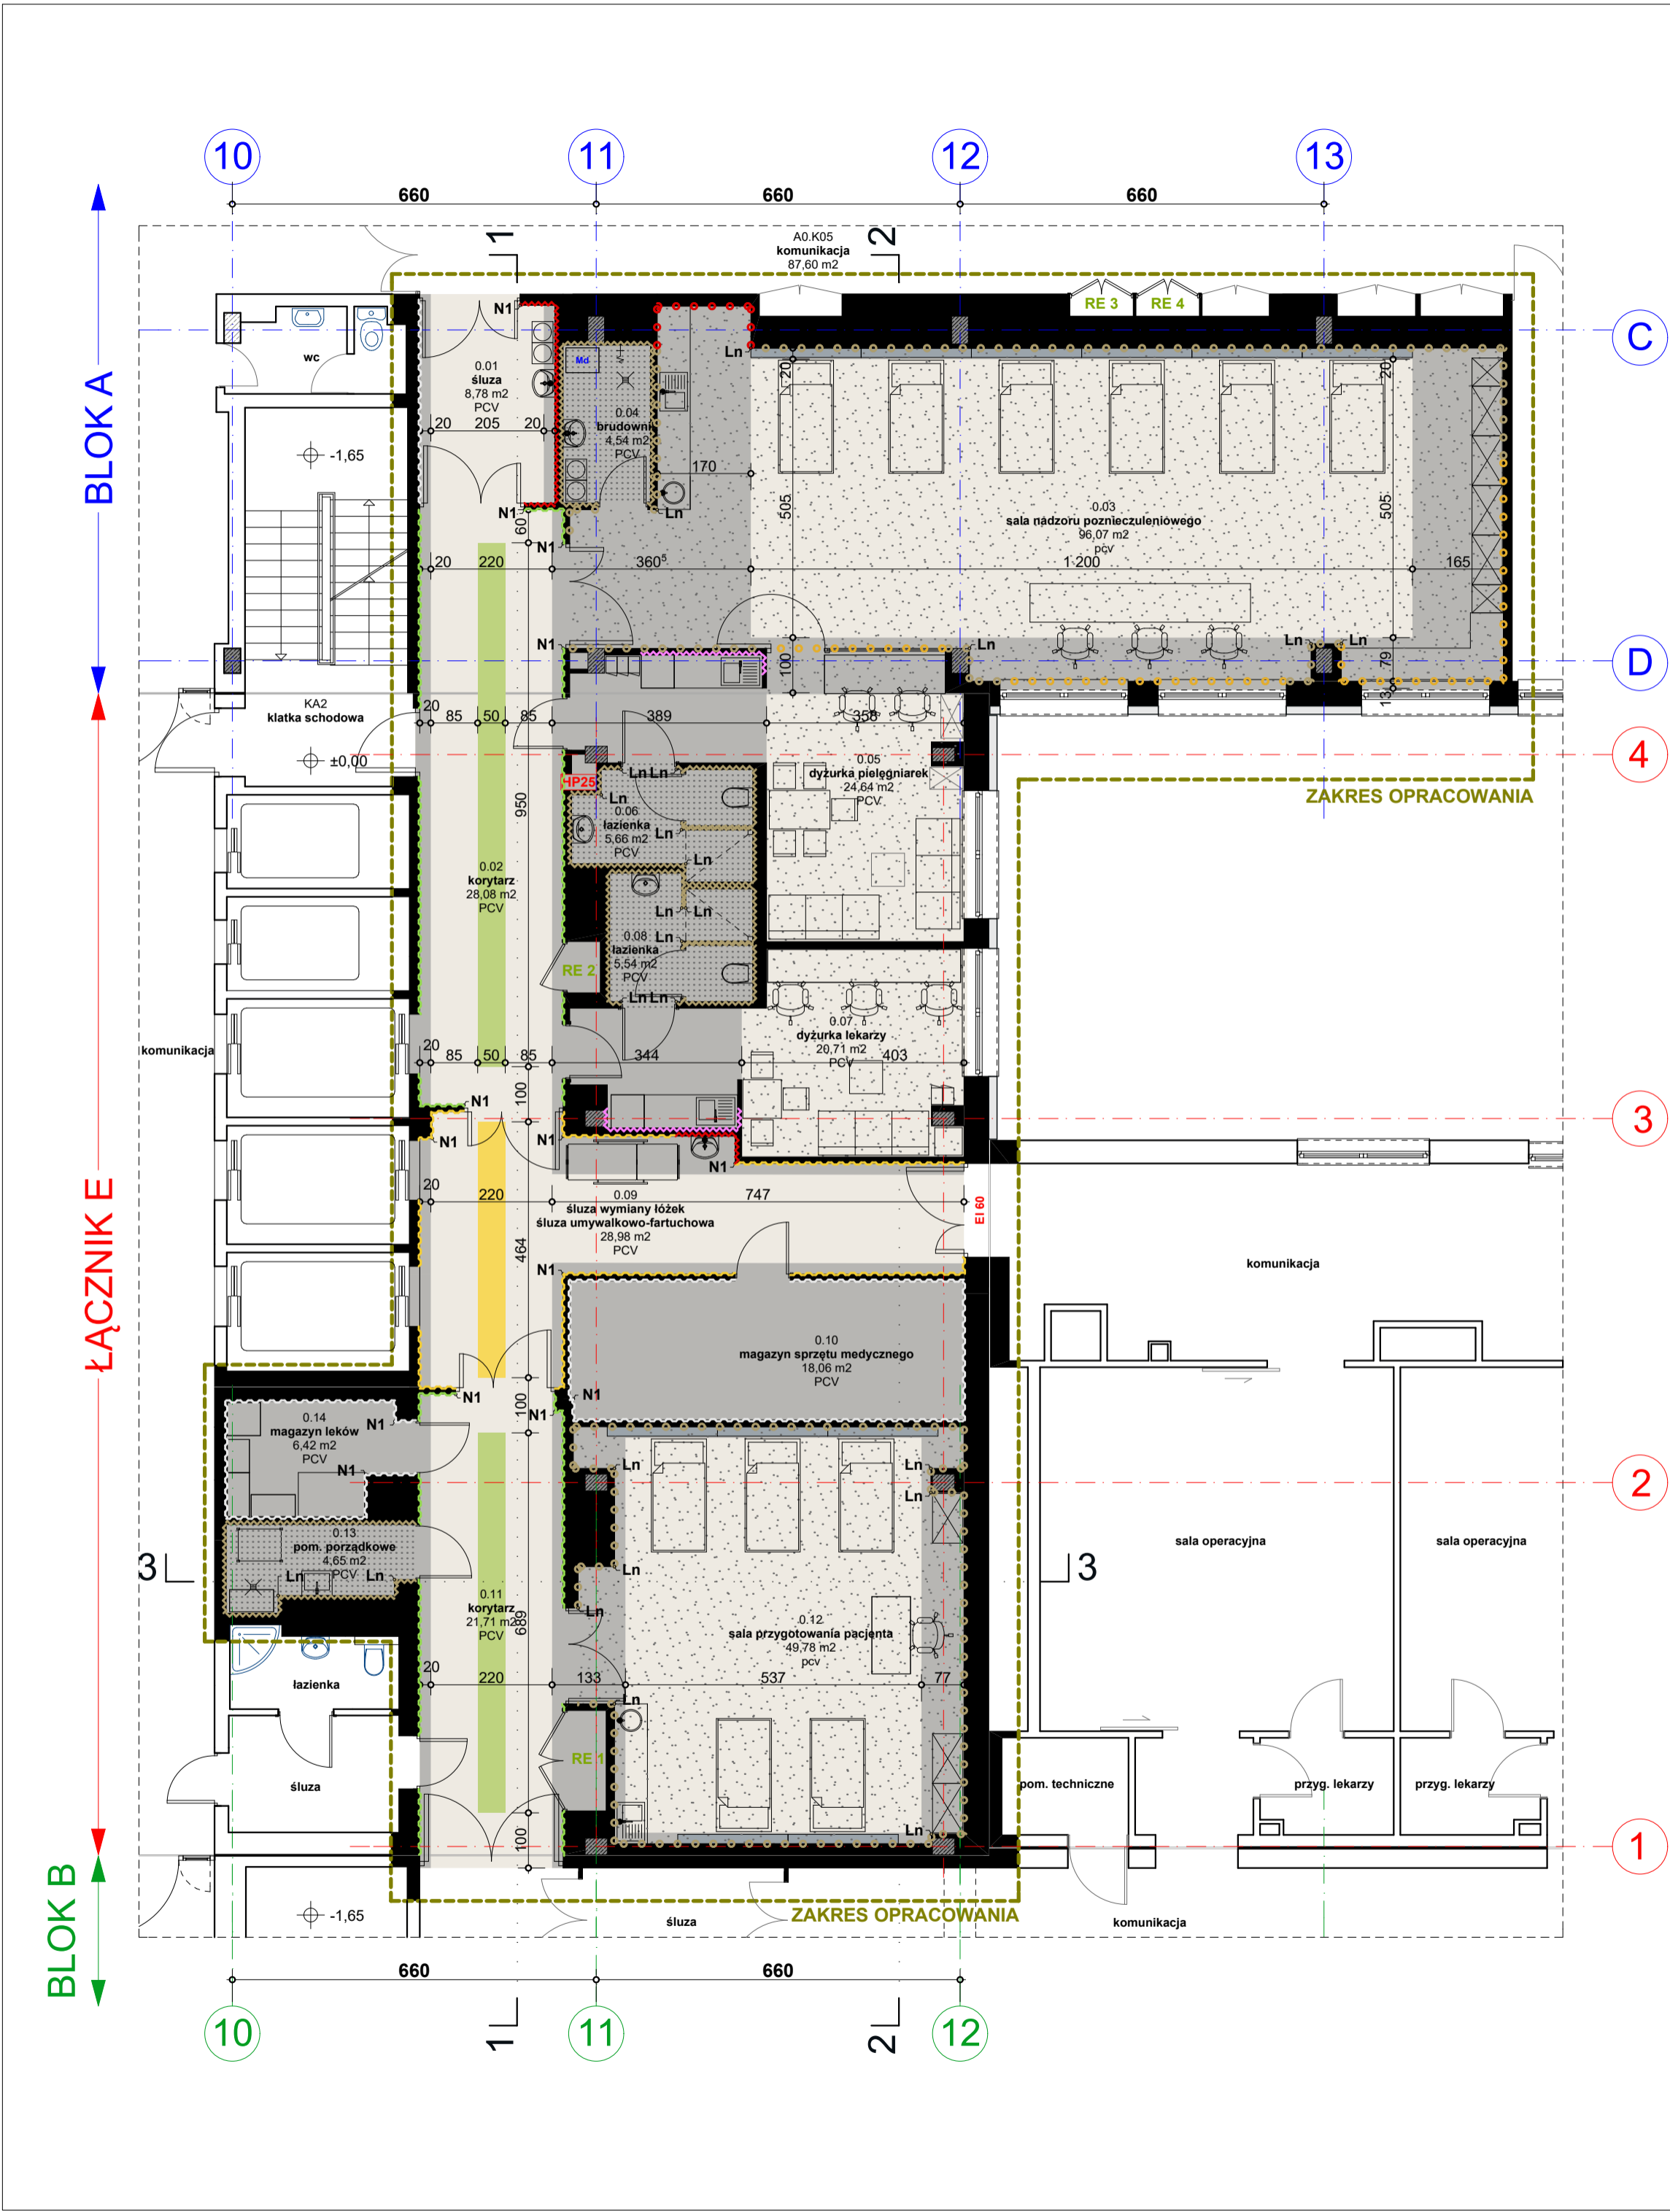 10
11
12
13
660
660
660
BLOK A
ŁĄCZNIK E
BLOK B
1
2
A0.K05
komunikacja
87,60 m2
RE 3
RE 4
C
D
4
3
2
1
wc
-1,65
N1
0.01
śluza
8,78 m2
PCV
20
205
20
N1
60
Md
0.04
brudowni
4,54 m2
PCV
Ln
Ln
170
20
20
505
505
0.03
sala nadzoru poznieczuleniowego
96,07 m2
pcv
N1
20
220
360⁵
1 200
165
N1
100
Ln
Ln
Ln
79
13
KA2
klatka schodowa
±0,00
20
85
50
85
389
358
0.05
dyżurka pielęgniarek
24,64 m2
PCV
ZAKRES OPRACOWANIA
HP25
Ln
Ln
Ln
0.06
łazienka
5,66 m2
PCV
Ln
Ln
950
0.02
korytarz
28,08 m2
PCV
Ln
Ln
Ln
0.08
łazienka
5,54 m2
PCV
Ln
Ln
RE 2
komunikacja
0.07
dyżurka lekarzy
20,71 m2
PCV
20
85
50
85
344
403
100
N1
N1
N1
N1
20
220
747
0.09
śluza wymiany łóżek
śluza umywalkowo-fartuchowa
28,98 m2
PCV
EI 60
464
N1
komunikacja
0.10
magazyn sprzętu medycznego
18,06 m2
PCV
N1
N1
N1
100
0.14
magazyn leków
6,42 m2
PCV
N1
N1
Ln
Ln
Ln
0.13
pom. porządkowe
4,65 m2
PCV
Ln
Ln
3
3
sala operacyjna
sala operacyjna
Ln
Ln
0.11
korytarz
21,71 m2
PCV
689
0.12
sala przygotowania pacjenta
49,78 m2
pcv
20
220
133
537
77
Ln
łazienka
RE 1
śluza
pom. techniczne
przyg. lekarzy
przyg. lekarzy
Ln
100
-1,65
śluza
ZAKRES OPRACOWANIA
komunikacja
660
660
10
1
11
2
12